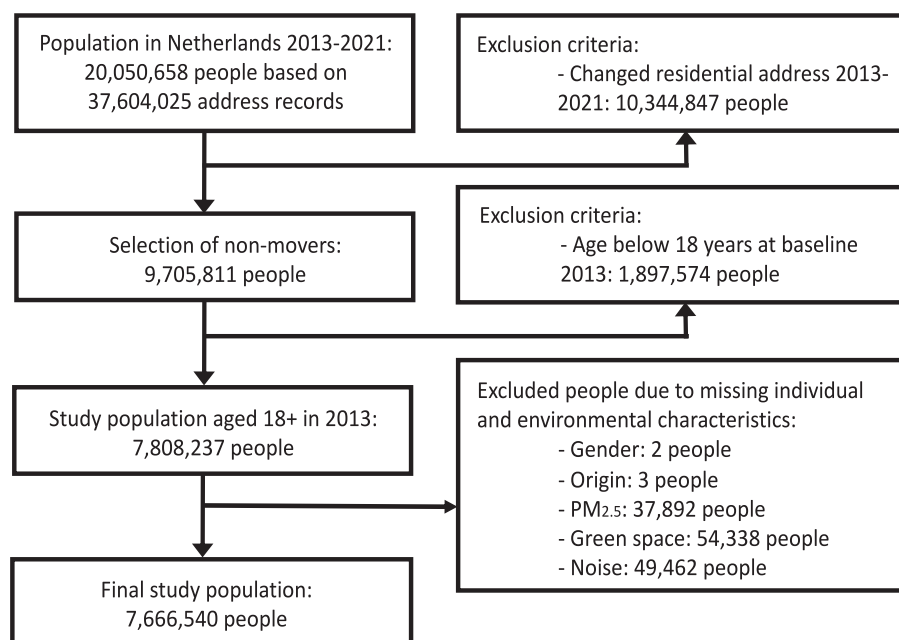 Population in Netherlands 2013-2021:
20,050,658 people based on
37,604,025 address records
Exclusion criteria:
- Changed residential address 2013-
2021: 10,344,847 people
Selection of non-movers:
9,705,811 people
Exclusion criteria:
- Age below 18 years at baseline
2013: 1,897,574 people
Study population aged 18+ in 2013:
7,808,237 people
Excluded people due to missing individual
and environmental characteristics:
- Gender: 2 people
- Origin: 3 people
- PM2.5: 37,892 people
- Green space: 54,338 people
- Noise: 49,462 people
Final study population:
7,666,540 people